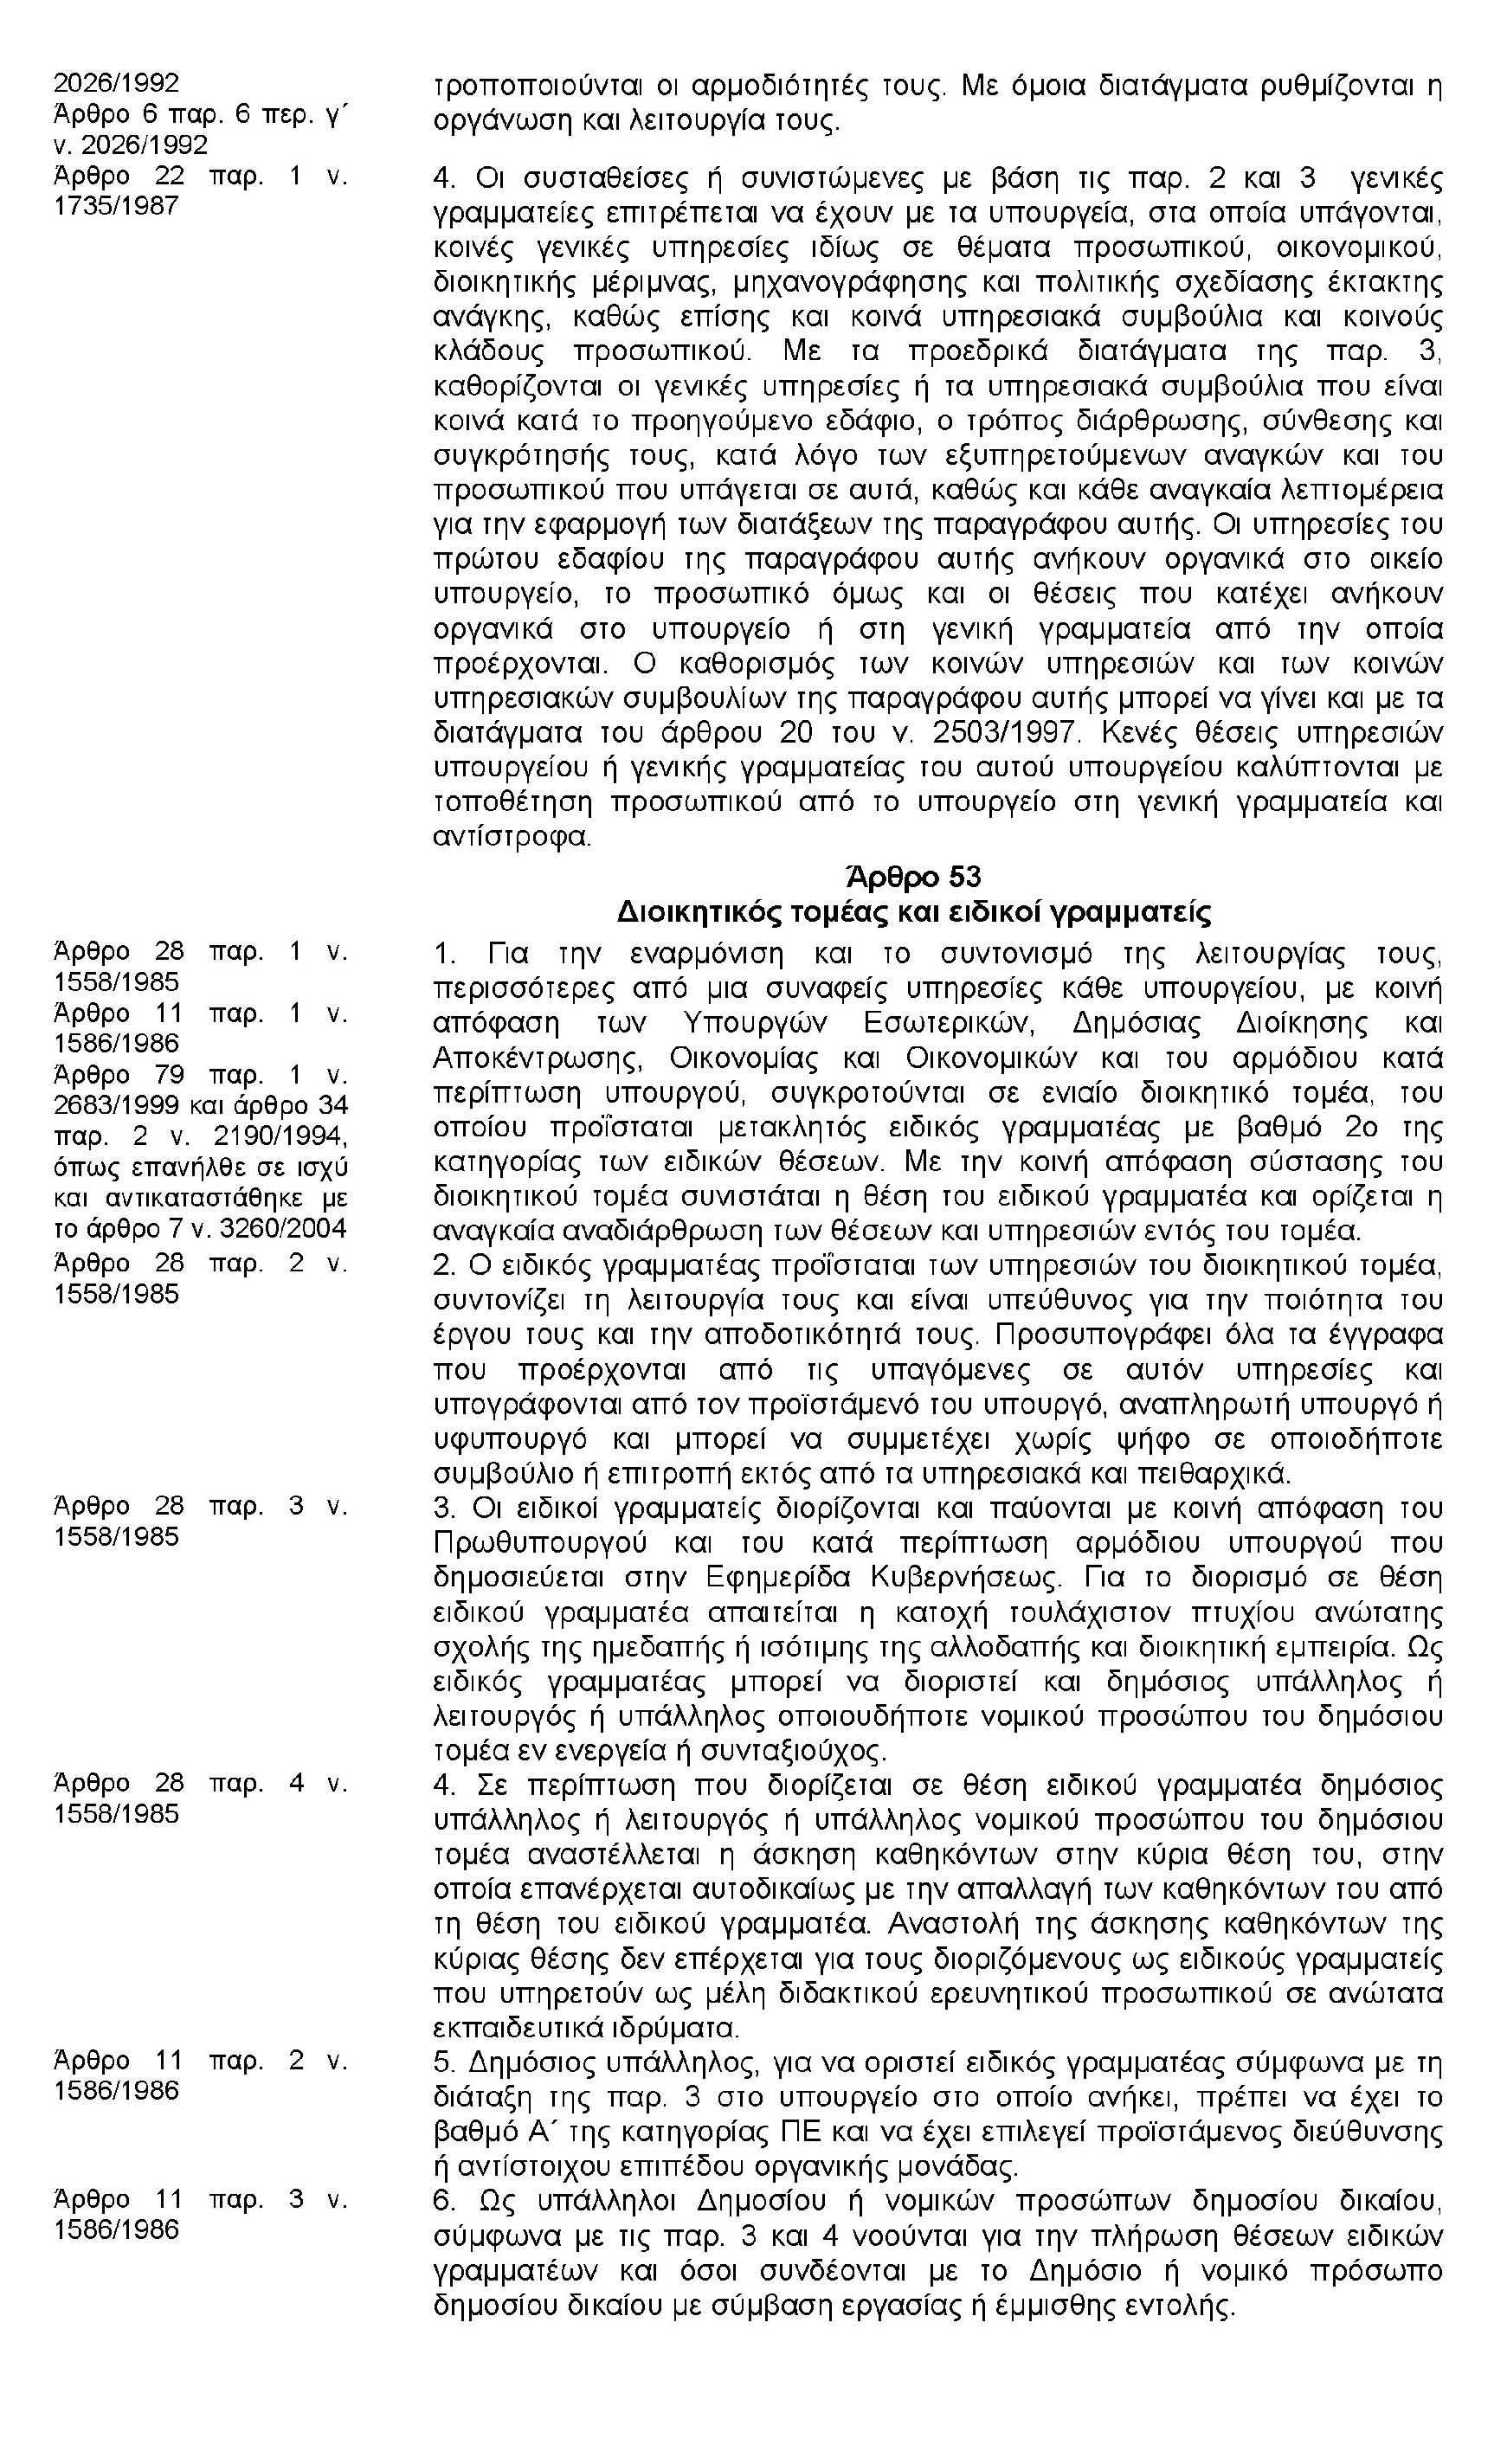 2026/1992
Άρθρο 6 παρ. 6 περ. γ΄
ν. 2026/1992
τροποποιούνται οι αρμοδιότητές τους. Με όμοια διατάγματα ρυθμίζονται η
οργάνωση και λειτουργία τους.
Άρθρο 22 παρ. 1 ν.
1735/1987
4. Οι συσταθείσες ή συνιστώμενες με βάση τις παρ. 2 και 3 γενικές
γραμματείες επιτρέπεται να έχουν με τα υπουργεία, στα οποία υπάγονται,
κοινές γενικές υπηρεσίες ιδίως σε θέματα προσωπικού, οικονομικού,
διοικητικής μέριμνας, μηχανογράφησης και πολιτικής σχεδίασης έκτακτης
ανάγκης, καθώς επίσης και κοινά υπηρεσιακά συμβούλια και κοινούς
κλάδους προσωπικού. Με τα προεδρικά διατάγματα της παρ. 3,
καθορίζονται οι γενικές υπηρεσίες ή τα υπηρεσιακά συμβούλια που είναι
κοινά κατά το προηγούμενο εδάφιο, ο τρόπος διάρθρωσης, σύνθεσης και
συγκρότησής τους, κατά λόγο των εξυπηρετούμενων αναγκών και του
προσωπικού που υπάγεται σε αυτά, καθώς και κάθε αναγκαία λεπτομέρεια
για την εφαρμογή των διατάξεων της παραγράφου αυτής. Οι υπηρεσίες του
πρώτου εδαφίου της παραγράφου αυτής ανήκουν οργανικά στο οικείο
υπουργείο, το προσωπικό όμως και οι θέσεις που κατέχει ανήκουν
οργανικά στο υπουργείο ή στη γενική γραμματεία από την οποία
προέρχονται. Ο καθορισμός των κοινών υπηρεσιών και των κοινών
υπηρεσιακών συμβουλίων της παραγράφου αυτής μπορεί να γίνει και με τα
διατάγματα του άρθρου 20 του ν. 2503/1997. Κενές θέσεις υπηρεσιών
υπουργείου ή γενικής γραμματείας του αυτού υπουργείου καλύπτονται με
τοποθέτηση προσωπικού από το υπουργείο στη γενική γραμματεία και
αντίστροφα.
Άρθρο 53
Διοικητικός τομέας και ειδικοί γραμματείς
Άρθρο 28 παρ. 1 ν.
1558/1985
Άρθρο 11 παρ. 1 ν.
1586/1986
Άρθρο 79 παρ. 1 ν.
2683/1999 και άρθρο 34
παρ. 2 ν. 2190/1994,
όπως επανήλθε σε ισχύ
και αντικαταστάθηκε με
το άρθρο 7 ν. 3260/2004
1. Για την εναρμόνιση και το συντονισμό της λειτουργίας τους,
περισσότερες από μια συναφείς υπηρεσίες κάθε υπουργείου, με κοινή
απόφαση των Υπουργών Εσωτερικών, Δημόσιας Διοίκησης και
Αποκέντρωσης, Οικονομίας και Οικονομικών και του αρμόδιου κατά
περίπτωση υπουργού, συγκροτούνται σε ενιαίο διοικητικό τομέα, του
οποίου προΐσταται μετακλητός ειδικός γραμματέας με βαθμό 2ο της
κατηγορίας των ειδικών θέσεων. Με την κοινή απόφαση σύστασης του
διοικητικού τομέα συνιστάται η θέση του ειδικού γραμματέα και ορίζεται η
αναγκαία αναδιάρθρωση των θέσεων και υπηρεσιών εντός του τομέα.
Άρθρο 28 παρ. 2 ν.
1558/1985
2. Ο ειδικός γραμματέας προΐσταται των υπηρεσιών του διοικητικού τομέα,
συντονίζει τη λειτουργία τους και είναι υπεύθυνος για την ποιότητα του
έργου τους και την αποδοτικότητά τους. Προσυπογράφει όλα τα έγγραφα
που προέρχονται από τις υπαγόμενες σε αυτόν υπηρεσίες και
υπογράφονται από τον προϊστάμενό του υπουργό, αναπληρωτή υπουργό ή
υφυπουργό και μπορεί να συμμετέχει χωρίς ψήφο σε οποιοδήποτε
συμβούλιο ή επιτροπή εκτός από τα υπηρεσιακά και πειθαρχικά.
Άρθρο 28 παρ. 3 ν.
1558/1985
3. Οι ειδικοί γραμματείς διορίζονται και παύονται με κοινή απόφαση του
Πρωθυπουργού και του κατά περίπτωση αρμόδιου υπουργού που
δημοσιεύεται στην Εφημερίδα Κυβερνήσεως. Για το διορισμό σε θέση
ειδικού γραμματέα απαιτείται η κατοχή τουλάχιστον πτυχίου ανώτατης
σχολής της ημεδαπής ή ισότιμης της αλλοδαπής και διοικητική εμπειρία. Ως
ειδικός γραμματέας μπορεί να διοριστεί και δημόσιος υπάλληλος ή
λειτουργός ή υπάλληλος οποιουδήποτε νομικού προσώπου του δημόσιου
τομέα εν ενεργεία ή συνταξιούχος.
Άρθρο 28 παρ. 4 ν.
1558/1985
4. Σε περίπτωση που διορίζεται σε θέση ειδικού γραμματέα δημόσιος
υπάλληλος ή λειτουργός ή υπάλληλος νομικού προσώπου του δημόσιου
τομέα αναστέλλεται η άσκηση καθηκόντων στην κύρια θέση του, στην
οποία επανέρχεται αυτοδικαίως με την απαλλαγή των καθηκόντων του από
τη θέση του ειδικού γραμματέα. Αναστολή της άσκησης καθηκόντων της
κύριας θέσης δεν επέρχεται για τους διοριζόμενους ως ειδικούς γραμματείς
που υπηρετούν ως μέλη διδακτικού ερευνητικού προσωπικού σε ανώτατα
εκπαιδευτικά ιδρύματα.
Άρθρο 11 παρ. 2 ν.
1586/1986
5. Δημόσιος υπάλληλος, για να οριστεί ειδικός γραμματέας σύμφωνα με τη
διάταξη της παρ. 3 στο υπουργείο στο οποίο ανήκει, πρέπει να έχει το
βαθμό Α΄ της κατηγορίας ΠΕ και να έχει επιλεγεί προϊστάμενος διεύθυνσης
ή αντίστοιχου επιπέδου οργανικής μονάδας.
Άρθρο 11 παρ. 3 ν.
1586/1986
6. Ως υπάλληλοι Δημοσίου ή νομικών προσώπων δημοσίου δικαίου,
σύμφωνα με τις παρ. 3 και 4 νοούνται για την πλήρωση θέσεων ειδικών
γραμματέων και όσοι συνδέονται με το Δημόσιο ή νομικό πρόσωπο
δημοσίου δικαίου με σύμβαση εργασίας ή έμμισθης εντολής.